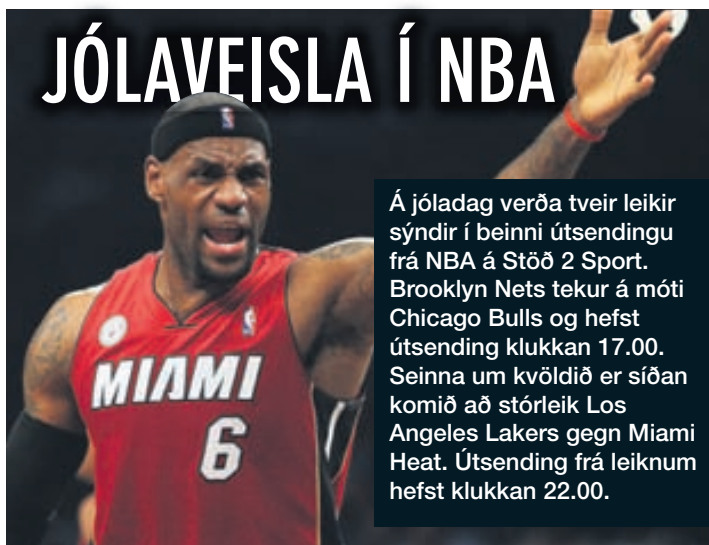 JÓLAVEISLA Í NBA
Á jóladag verða tveir leikir
sýndir í beinni útsendingu
frá NBA á Stöð 2 Sport.
Brooklyn Nets tekur á móti
Chicago Bulls og hefst
útsending klukkan 17.00.
Seinna um kvöldið er síðan
komið að stórleik Los
Angeles Lakers gegn Miami
Heat. Útsending frá leiknum
hefst klukkan 22.00.
MIAMI
6